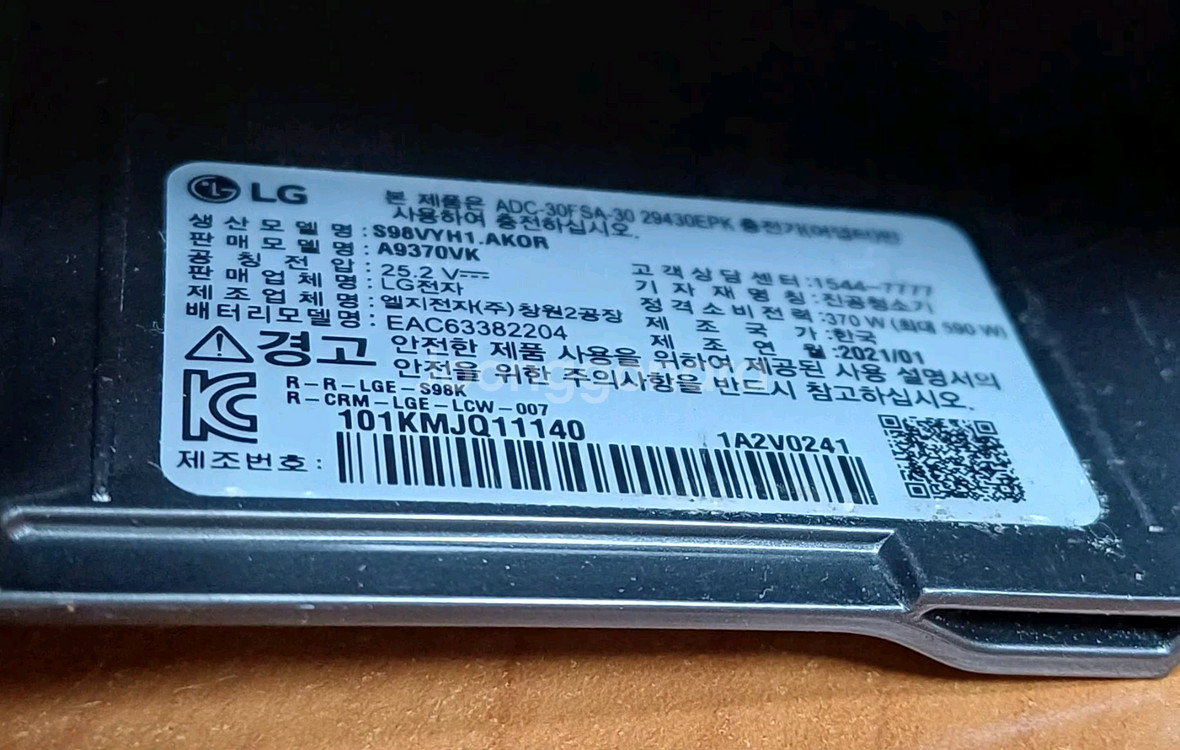 LG
본 제품은 ADC-30FSA-30 29430EPK 충전기(어댑터)만
사용하여 충전하십시오.
생산모델명 : S98VYH1.AKOR
판매모델명 : A9370VK
공칭전압 : 25.2 V
판매업체명 : LG전자
제조업체명 : 엘지전자(주) 창원2공장
배터리모델명 : EAC63382204
고객상담센터 : 1544-7777
기자재명칭 : 진공청소기
정격소비전력 : 370 W (최대 590 W)
제조국가 : 한국
제조연월 : 2021/01
경고 안전한 제품 사용을 위하여 제공된 사용 설명서의
안전을 위한 주의사항을 반드시 참고하십시오.
R-R-LGE-S98K
R-CRM-LGE-LCW-007
101KMJQ11140
1A2V0241
제조번호 :